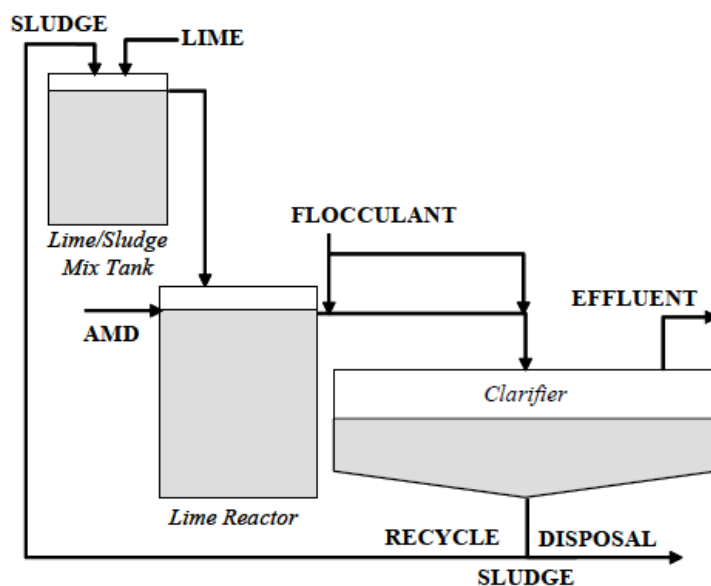 SLUDGE
LIME
Lime/Sludge
Mix Tank
FLOCCULANT
EFFLUENT
AMD
Clarifier
Lime Reactor
RECYCLE
DISPOSAL
SLUDGE